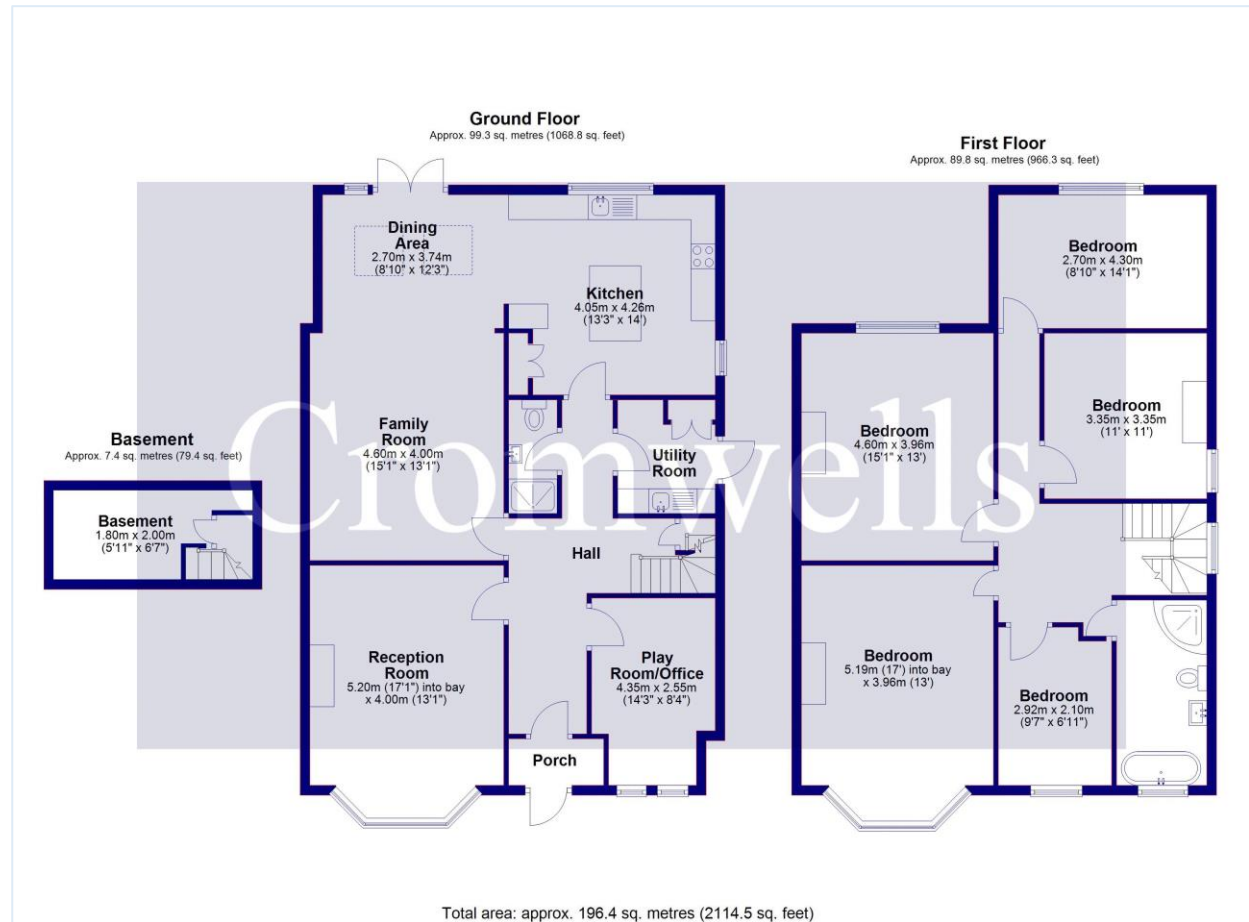 Ground Floor
Approx. 99.3 sq. metres (1068.8 sq. feet)
First Floor
Approx. 89.8 sq. metres (966.3 sq. feet)
Dining
Area
2.70m x 3.74m
(8'10" x 12'3")
Kitchen
4.05m x 4.26m
(13'3" x 14')
Bedroom
2.70m x 4.30m
(8'10" x 14'1")
Basement
Approx. 7.4 sq. metres (79.4 sq. feet)
Basement
1.80m x 2.00m
(5'11" x 6'7")
Family
Room
4.60m x 4.00m
(15'1" x 13'1")
Utility
Room
Bedroom
4.60m x 3.96m
(15'1" x 13')
Bedroom
3.35m x 3.35m
(11' x 11')
Cromwells
Hall
Reception
Room
5.20m (17'1") into bay
x 4.00m (13'1")
Play
Room/Office
4.35m x 2.55m
(14'3" x 8'4")
Porch
Bedroom
5.19m (17') into bay
x 3.96m (13')
Bedroom
2.92m x 2.10m
(9'7" x 6'11")
Total area: approx. 196.4 sq. metres (2114.5 sq. feet)